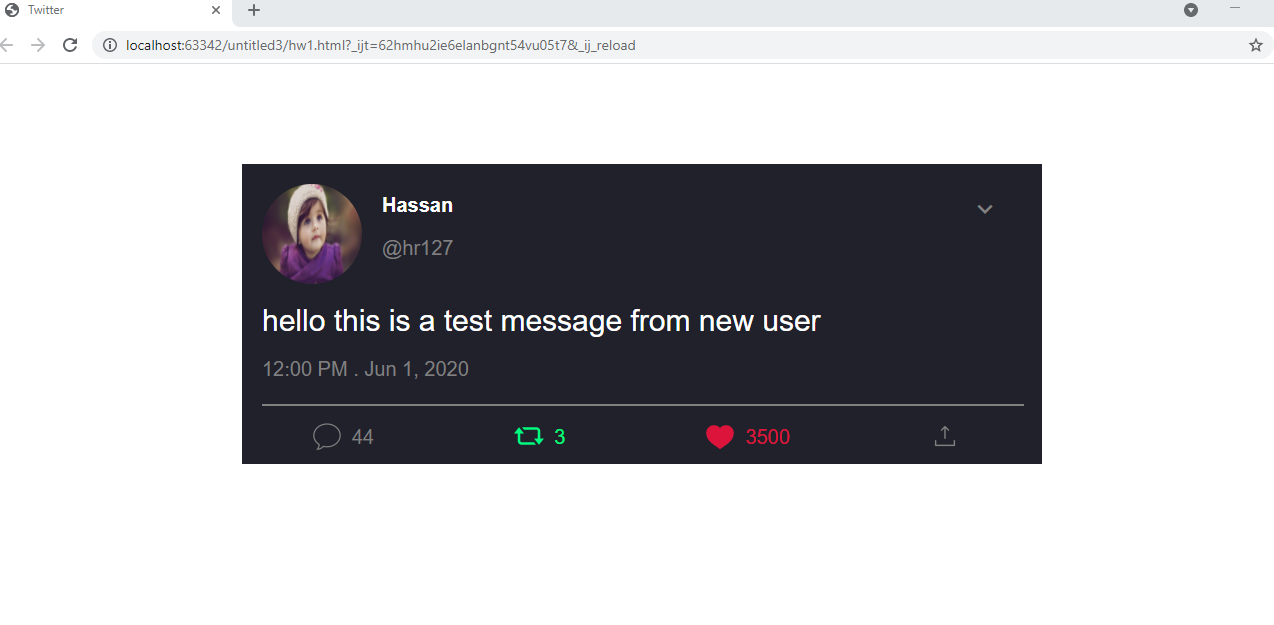 Twitter
localhost:63342/untitled3/hw1.html?_ijt=62hmhu2ie6elanbgnt54vu05t7&_ij_reload
Hassan
@hr127
hello this is a test message from new user
12:00 PM . Jun 1, 2020
44 3 3500